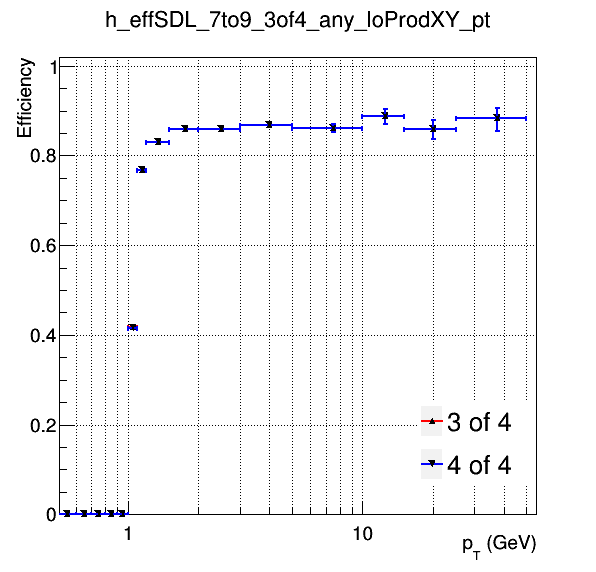 h_effSDL_7to9_3of4_any_loProdXY_pt
Efficiency
1
0.8
0.6
0.4
0.2
0
3 of 4
4 of 4
1
10
p_T (GeV)